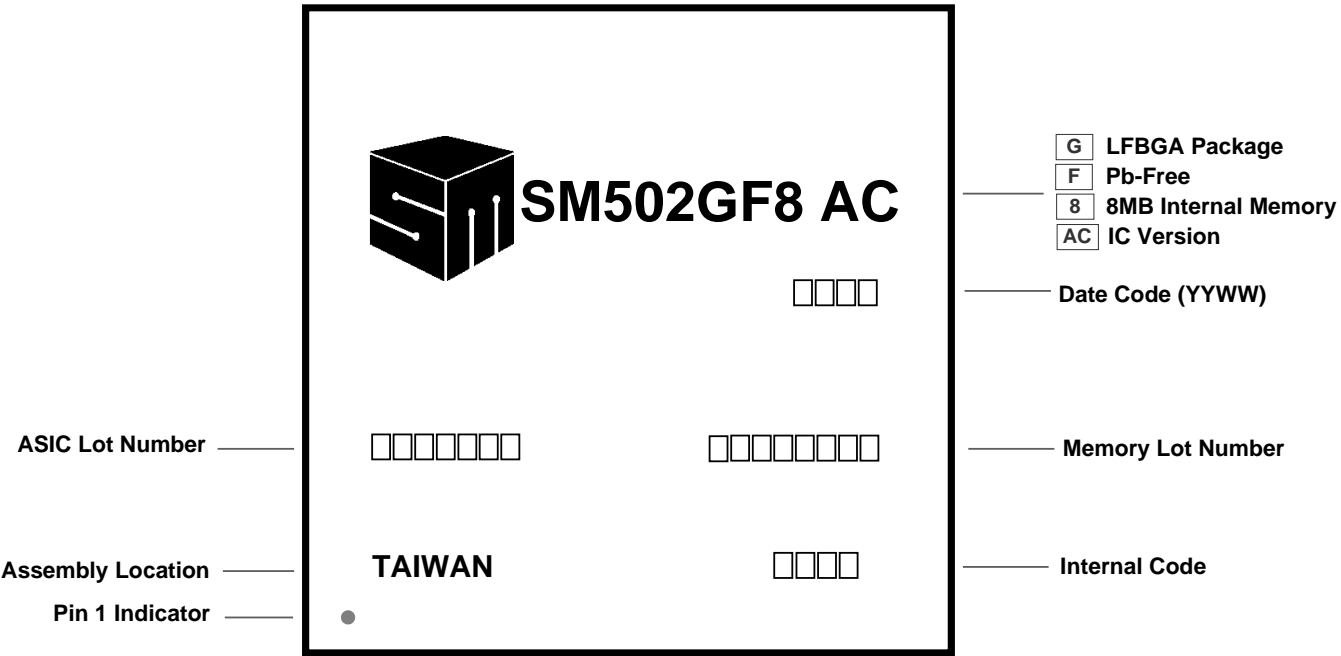 SM502GF8 AC
G LFBGA Package
F Pb-Free
8 8MB Internal Memory
AC IC Version
Date Code (YYWW)
ASIC Lot Number
Memory Lot Number
Assembly Location
TAIWAN
Internal Code
Pin 1 Indicator